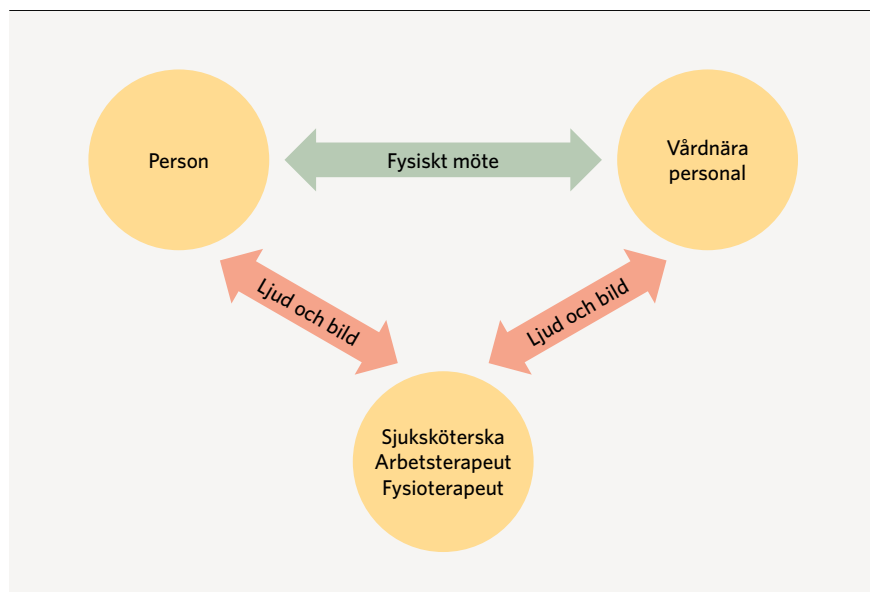 Person
Fysiskt möte
Vårdnära
personal
Ljud och bild
Ljud och bild
Sjuksköterska
Arbetsterapeut
Fysioterapeut